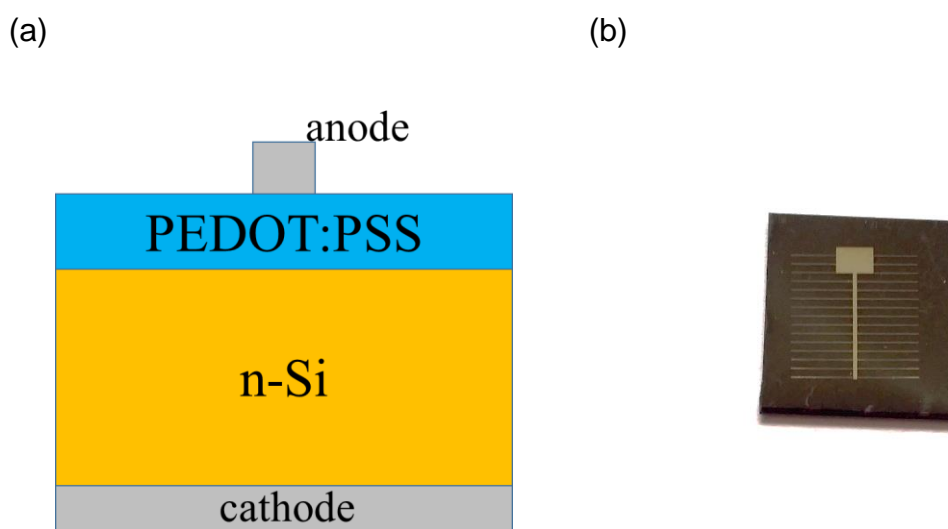 (a)
(b)
anode
PEDOT:PSS
n-Si
cathode